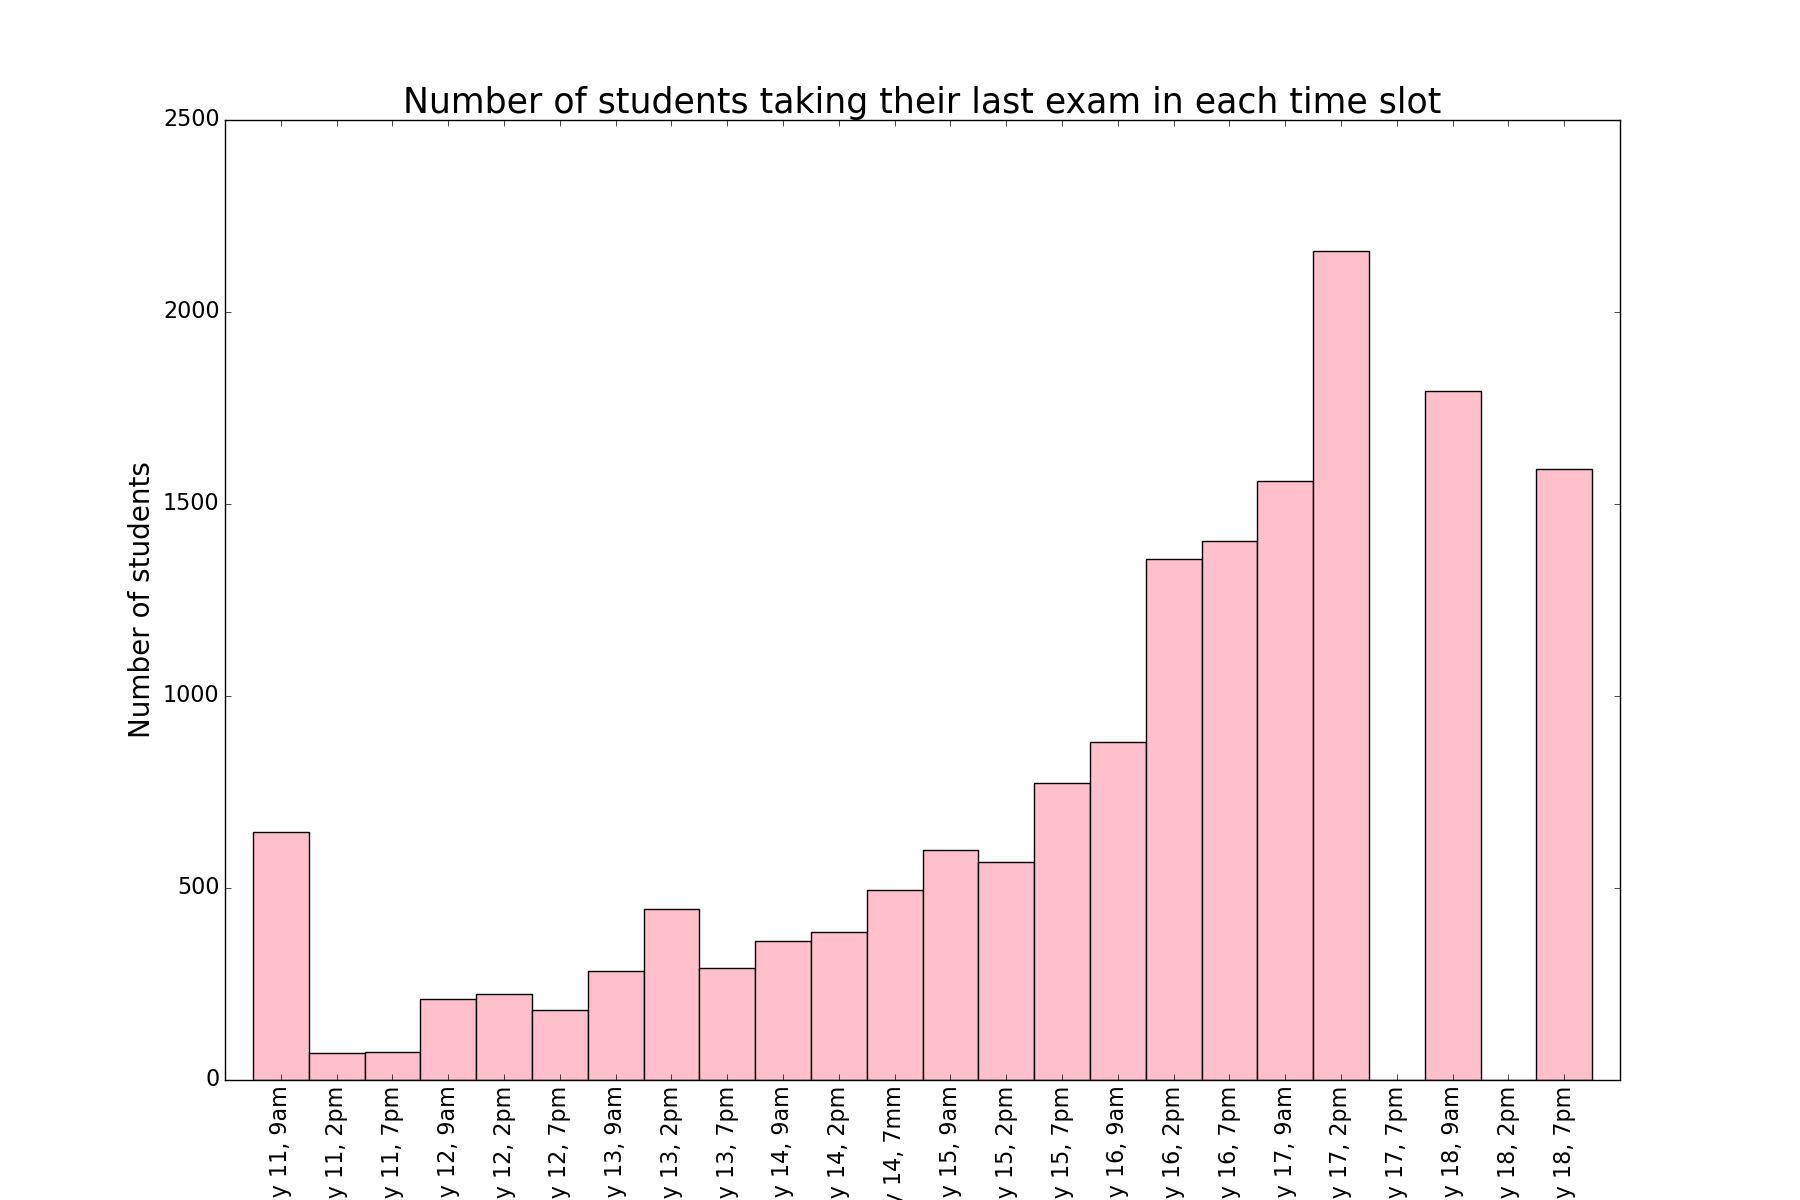 Number of students taking their last exam in each time slot
Number of students
2500
2000
1500
1000
500
0
y 11, 9am
y 11, 2pm
y 11, 7pm
y 12, 9am
y 12, 2pm
y 12, 7pm
y 13, 9am
y 13, 2pm
y 13, 7pm
y 14, 9am
y 14, 2pm
y 14, 7mm
y 15, 9am
y 15, 2pm
y 15, 7pm
y 16, 9am
y 16, 2pm
y 16, 7pm
y 17, 9am
y 17, 2pm
y 17, 7pm
y 18, 9am
y 18, 2pm
y 18, 7pm